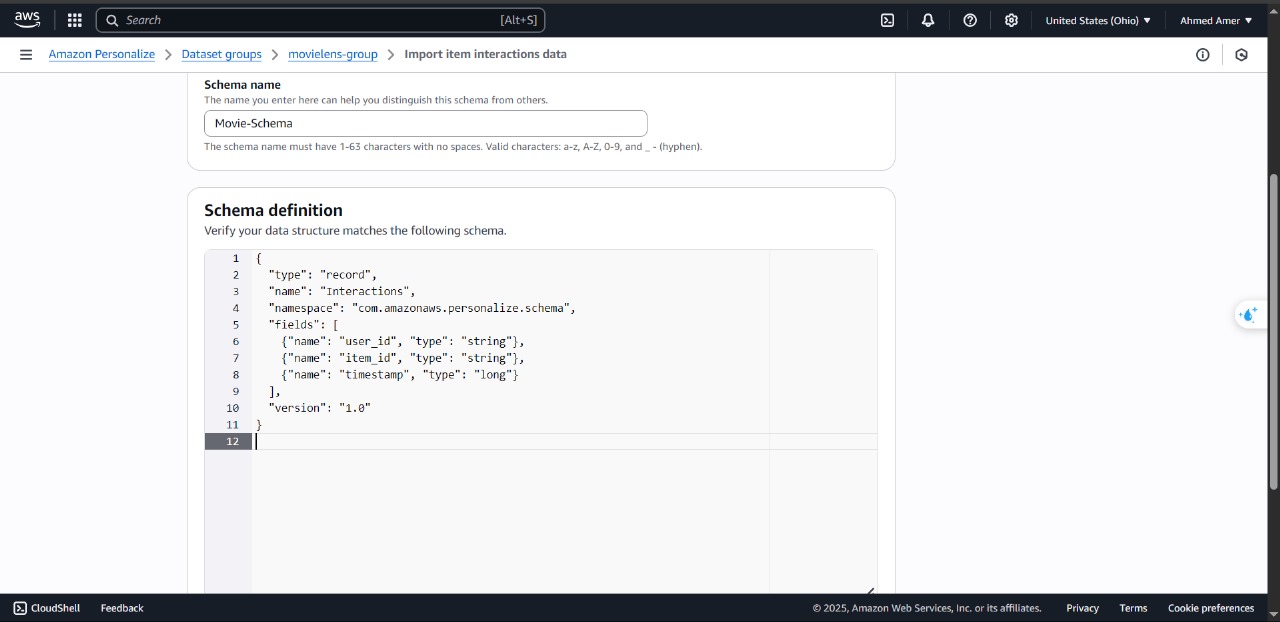 aws
Search [Alt+S]
United States (Ohio) ▼
Ahmed Amer ▼
Amazon Personalize > Dataset groups > movielens-group > Import item interactions data
Schema name
The name you enter here can help you distinguish this schema from others.
Movie-Schema
The schema name must have 1-63 characters with no spaces. Valid characters: a-z, A-Z, 0-9, and _ - (hyphen).
Schema definition
Verify your data structure matches the following schema.
1 {
2 "type": "record",
3 "name": "Interactions",
4 "namespace": "com.amazonaws.personalize.schema",
5 "fields": [
6 {"name": "user_id", "type": "string"},
7 {"name": "item_id", "type": "string"},
8 {"name": "timestamp", "type": "long"}
9 ],
10 "version": "1.0"
11 }
12
CloudShell Feedback © 2025, Amazon Web Services, Inc. or its affiliates. Privacy Terms Cookie preferences